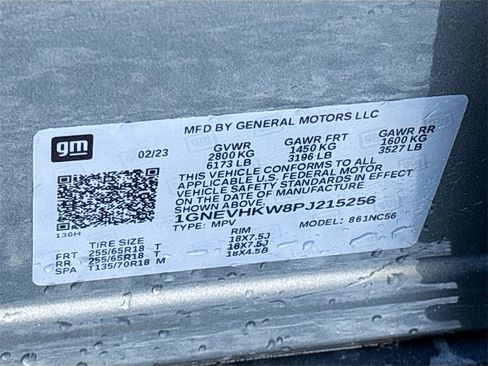 gm
MFD BY GENERAL MOTORS LLC
02/23 GVWR GAWR FRT GAWR RR
2800 KG 1450 KG 1600 KG
6173 LB 3196 LB 3527 LB
THIS VEHICLE CONFORMS TO ALL
APPLICABLE U.S. FEDERAL MOTOR
VEHICLE SAFETY STANDARDS IN EFFECT
ON THE DATE OF MANUFACTURE
SHOWN ABOVE.
1GNEVHKW8PJ215256
136H TYPE: MPV MODEL: 861NC56
TIRE SIZE RIM
FRT 255/65R18 T 18X7.5J
RR 255/65R18 T 18X7.5J
SPA T135/70R18 M 18X4.5B